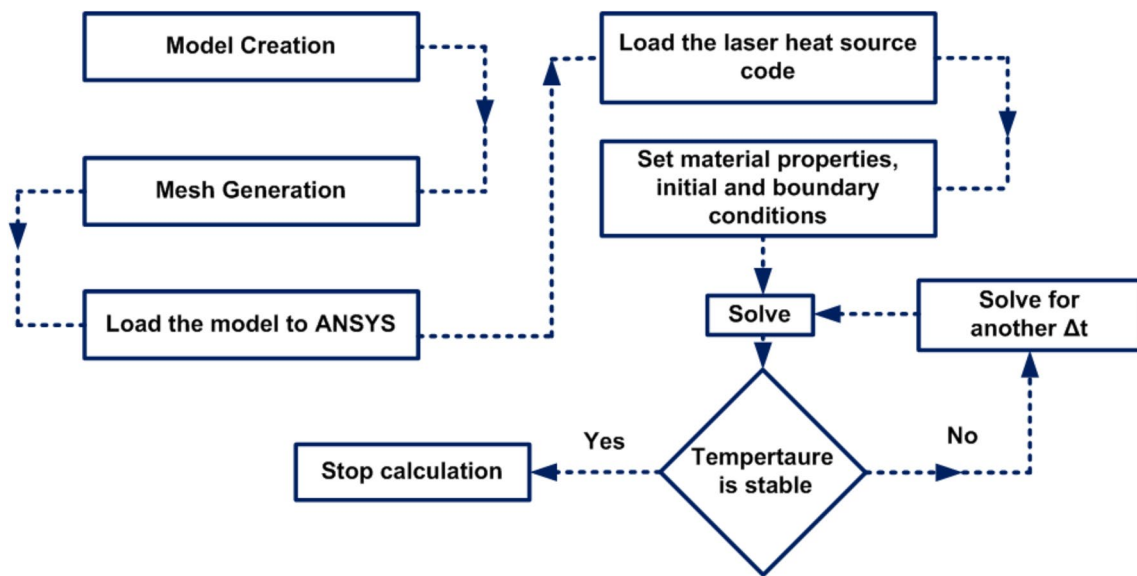 Model Creation
Mesh Generation
Load the model to ANSYS
Load the laser heat source
code
Set material properties,
initial and boundary
conditions
Solve
Solve for
another Δt
Tempertaure
is stable
Yes
No
Stop calculation